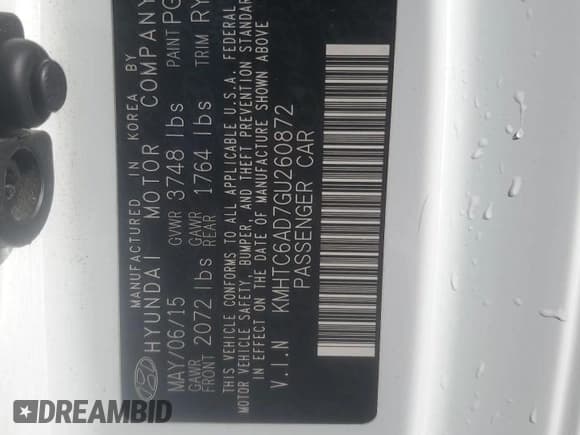 MANUFACTURED IN KOREA BY
HYUNDAI MOTOR COMPANY
MAY/06/15 GVWR 3748 lbs PAINT PG
GAWR FRONT 2072 lbs GAWR REAR 1764 lbs TRIM RY
THIS VEHICLE CONFORMS TO ALL APPLICABLE U.S.A. FEDERAL
MOTOR VEHICLE SAFETY, BUMPER, AND THEFT PREVENTION STANDAR
IN EFFECT ON THE DATE OF MANUFACTURE SHOWN ABOVE
V.I.N KMHTC6AD7GU260872
PASSENGER CAR
DREAMBID